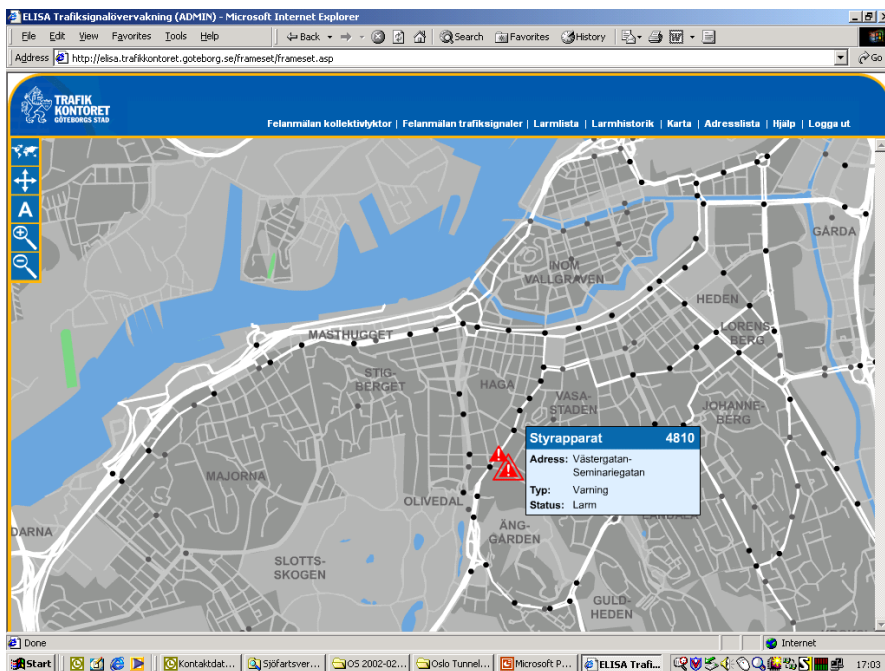 ELISA Trafiksignalövervakning (ADMIN) - Microsoft Internet Explorer
File Edit View Favorites Tools Help
Back Search Favorites History
Address http://elisa.trafikkontoret.goteborg.se/frameset/frameset.asp Go
TRAFIK
KONTORET
GÖTEBORGS STAD
Felanmälan kollektivlyktor | Felanmälan trafiksignaler | Larmlista | Larmhistorik | Karta | Adresslista | Hjälp | Logga ut
A
GÅRDA
INOM
VALLGRAVEN
HEDEN
LORENS-
BERG
MASTHUGGET
STIG-
BERGET
HAGA
VASA-
STADEN
JOHANNE-
BERG
Styrapparat 4810
Adress: Västergatan-
Seminariegatan
Typ: Varning
Status: Larm
MAJORNA
OLIVEDAL
LANDALA
DARNA
ÄNG-
GÅRDEN
SLOTTS-
SKOGEN
GULD-
HEDEN
Done Internet
Start Kontaktdat... Sjöfartsver... OS 2002-02... Oslo Tunnel... Microsoft P... ELISA Trafi... 17:03